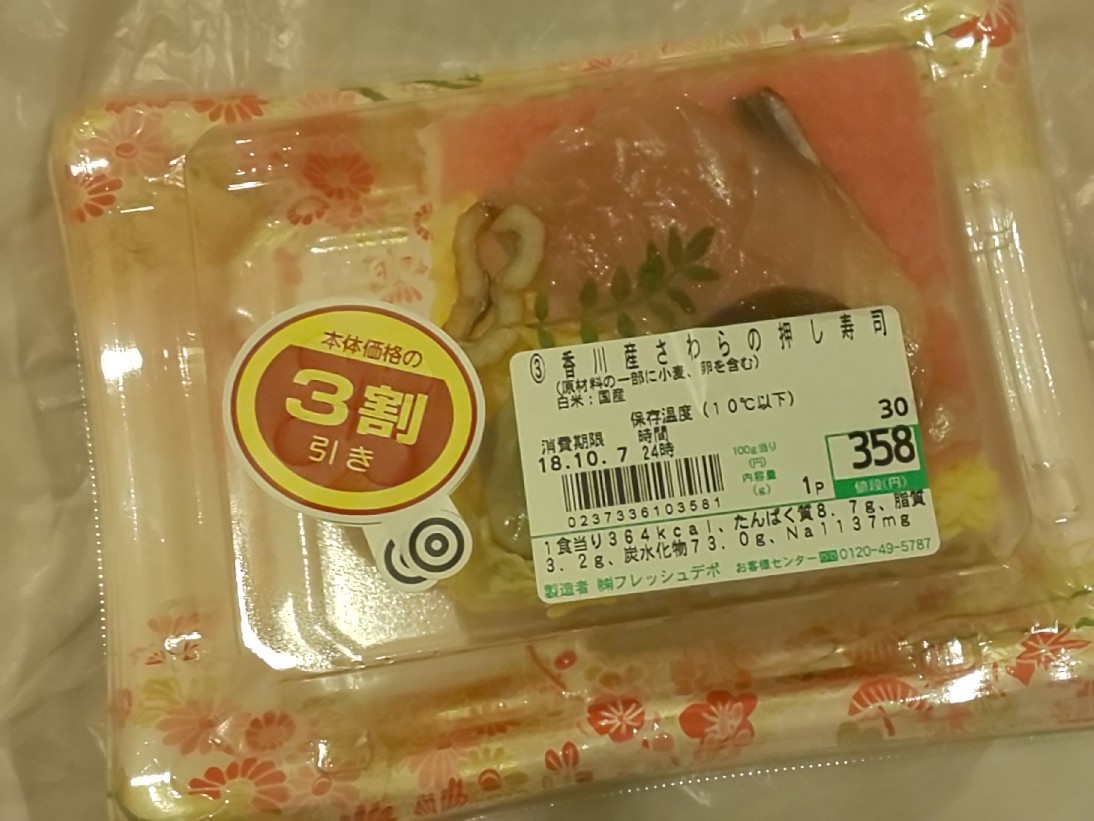 本体価格の
3割
引き
③ 香川産さわらの押し寿司
(原材料の一部に小麦、卵を含む)
白米:国産
保存温度(10℃以下)
消費期限 時間
18.10.7 24時
30
358
値段(円)
100g当り
(円)
内容量
(g)
1P
0237336103581
1食当り364kcal、たんぱく質8.7g、脂質
3.2g、炭水化物73.0g、Na1137mg
製造者 ㈱フレッシュデポ お客様センター 0120-49-5787